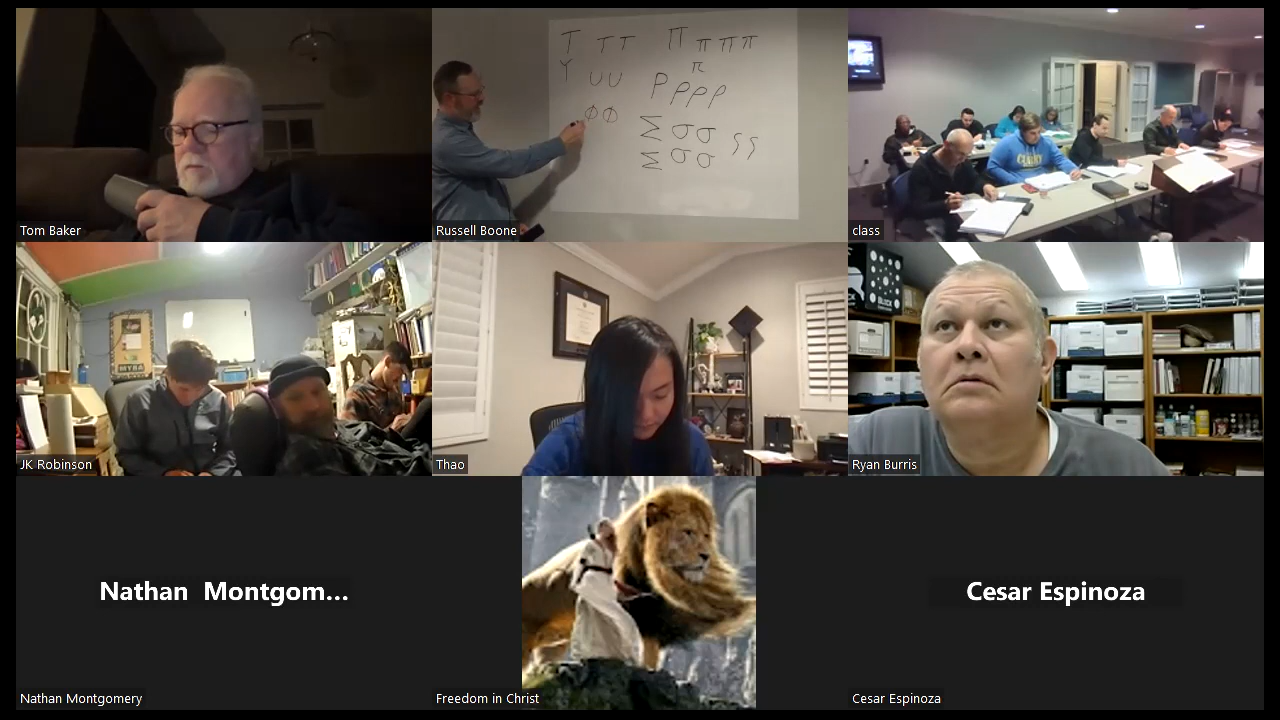 Τ τ τ Π π π π
Υ υ υ π
Ρ ρ ρ ρ
φ φ
Σ σ σ ς ς
Σ σ σ
Tom Baker
Russell Boone
class
JK Robinson
Thao
Ryan Burris
Nathan Montgom...
Cesar Espinoza
Nathan Montgomery
Freedom in Christ
Cesar Espinoza